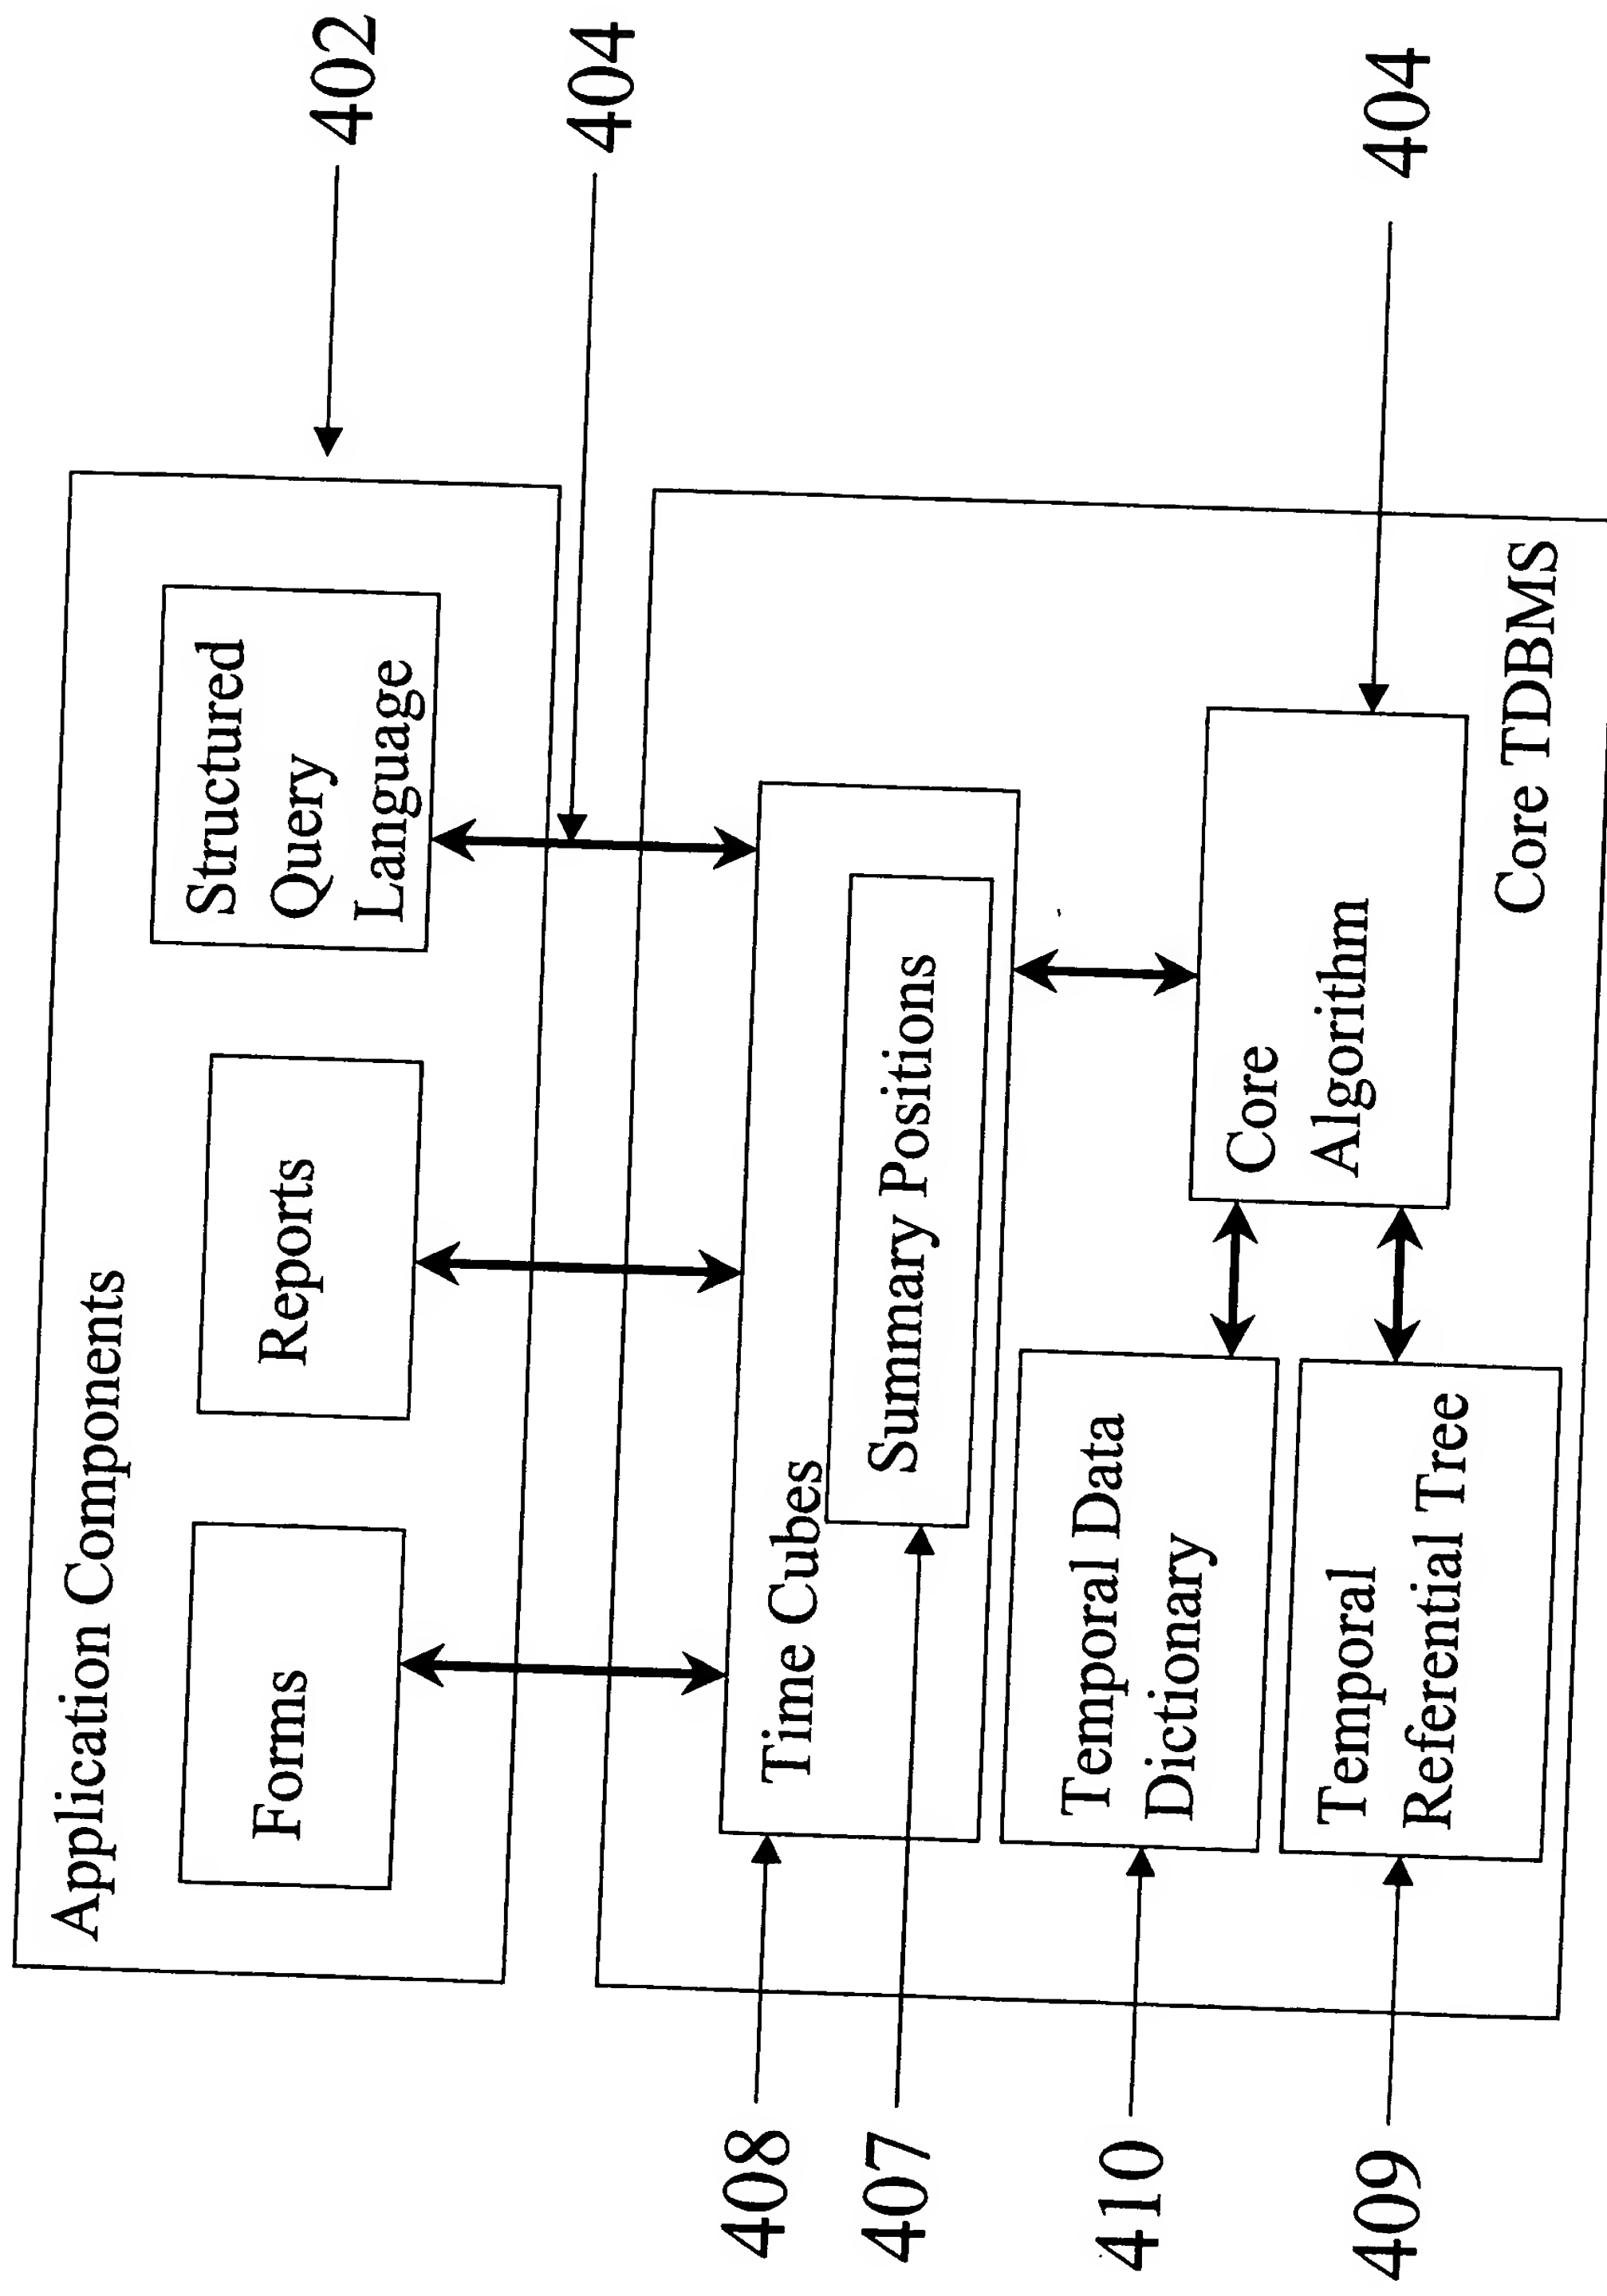 Application Components
Forms
Reports
Structured
Query
Language
402
404
408
Time Cubes
407
Summary Positions
410
Temporal Data
Dictionary
409
Temporal
Referential Tree
Core
Algorithm
404
Core TDBMS